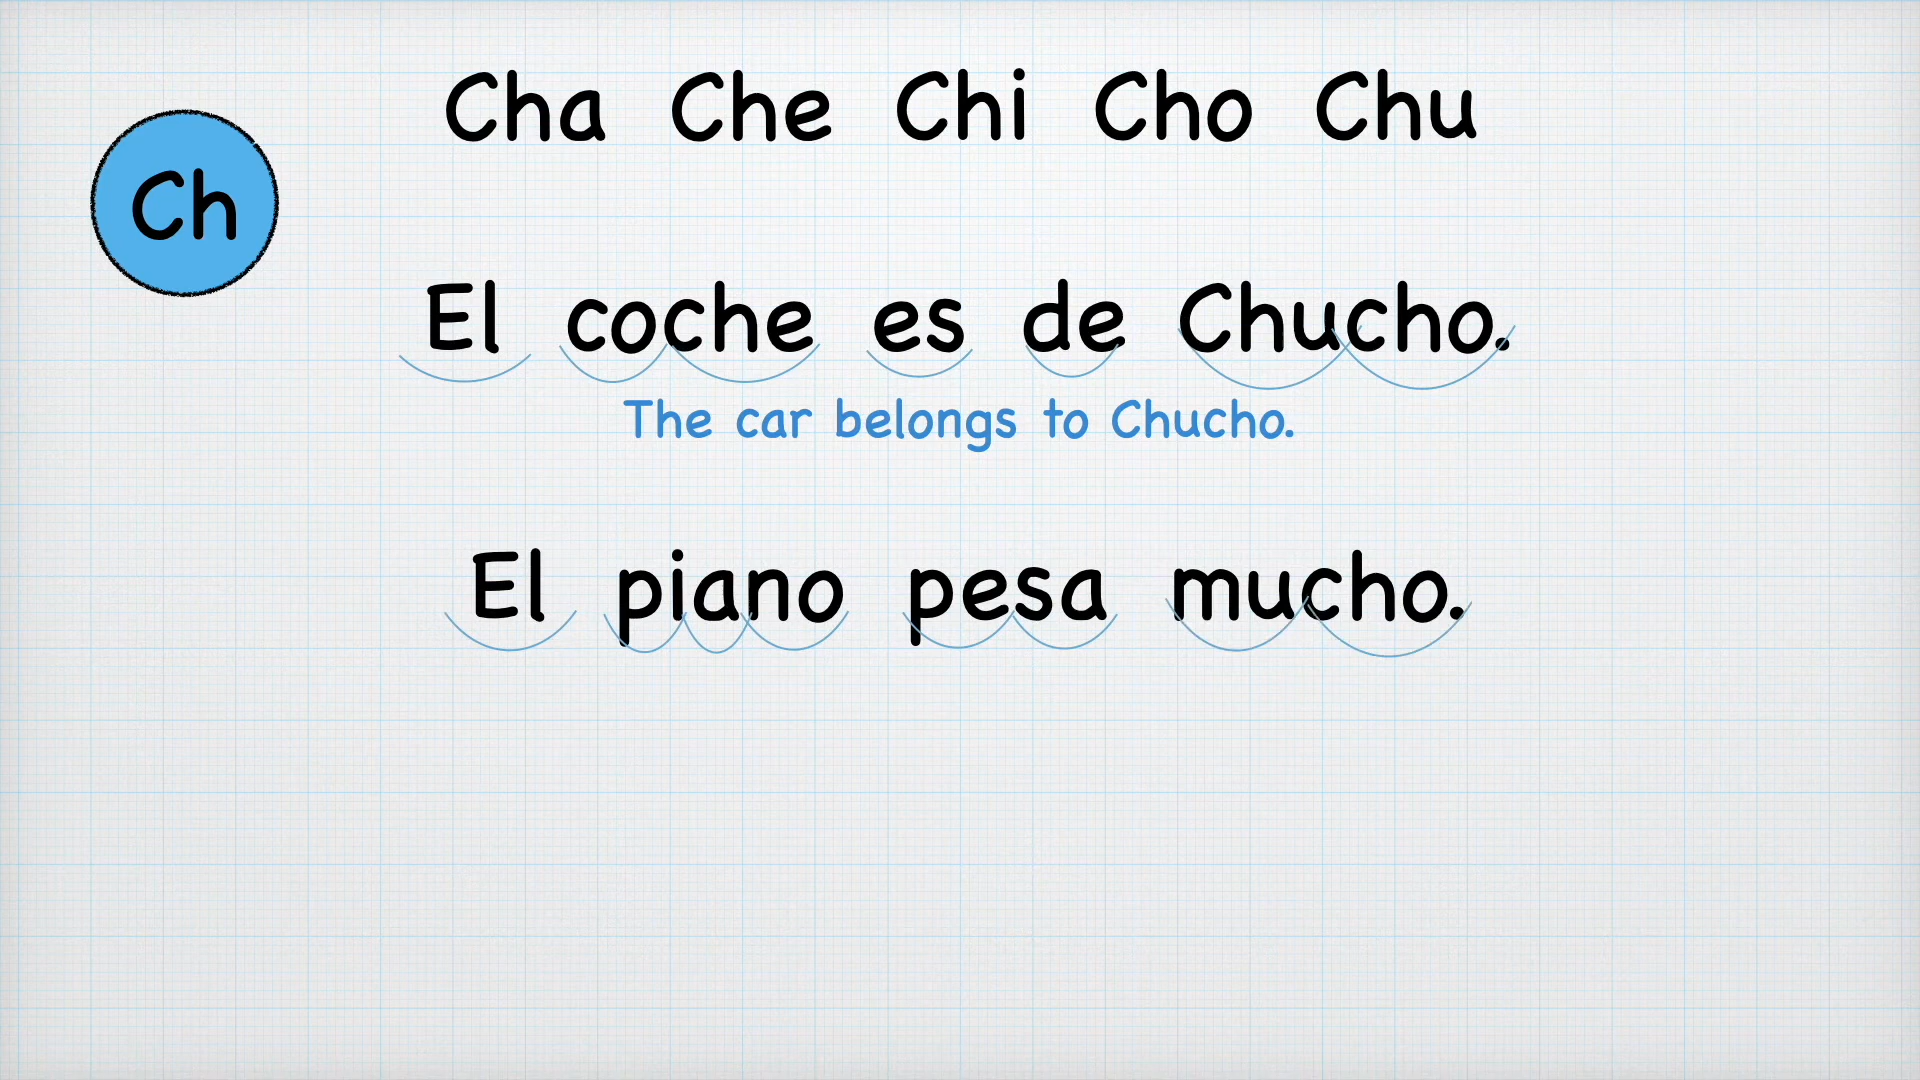 Cha Che Chi Cho Chu
Ch
El coche es de Chucho.
The car belongs to Chucho.
El piano pesa mucho.